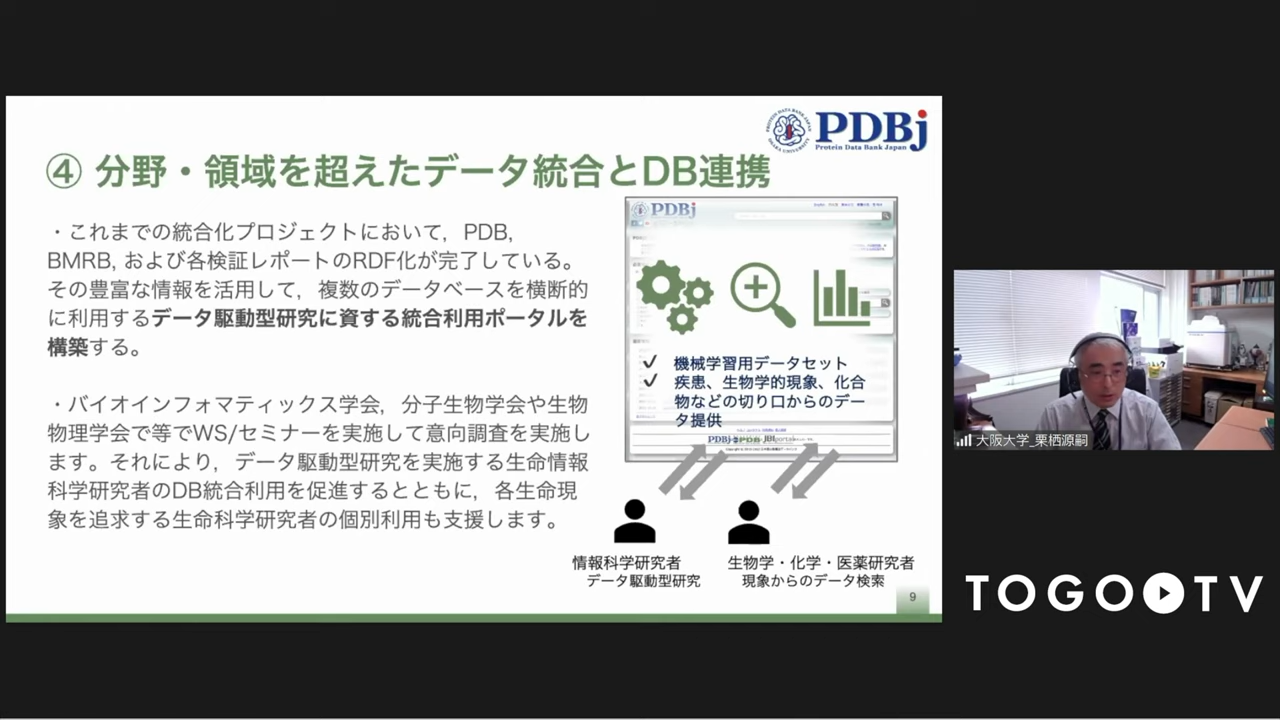 PDBj
Protein Data Bank Japan
④ 分野・領域を超えたデータ統合とDB連携
・これまでの統合化プロジェクトにおいて，PDB,
BMRB, および各検証レポートのRDF化が完了している。
その豊富な情報を活用して，複数のデータベースを横断的
に利用するデータ駆動型研究に資する統合利用ポータルを
構築する。
・バイオインフォマティックス学会，分子生物学会や生物
物理学会で等でWS/セミナーを実施して意向調査を実施し
ます。それにより，データ駆動型研究を実施する生命情報
科学研究者のDB統合利用を促進するとともに，各生命現
象を追求する生命科学研究者の個別利用も支援します。
PDBj
✓ 機械学習用データセット
✓ 疾患、生物学的現象、化合
物などの切り口からのデー
タ提供
情報科学研究者
データ駆動型研究
生物学・化学・医薬研究者
現象からのデータ検索
9
大阪大学_栗栖源嗣
TOGO TV